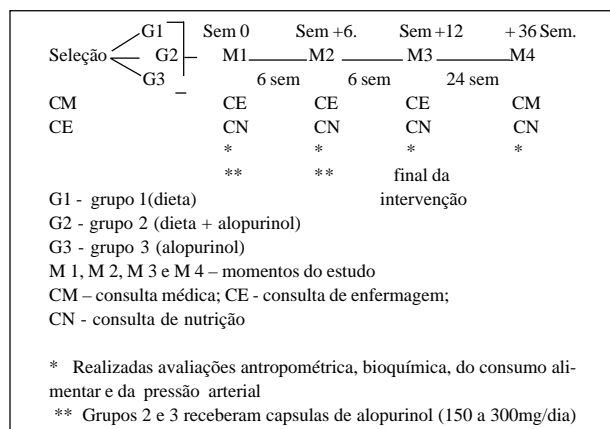 G1 Sem 0 Sem +6. Sem +12 + 36 Sem.
Seleção G2 M1 M2 M3 M4
G3 6 sem 6 sem 24 sem
CM CE CE CE CM
CE CN CN CN CN
* * * *
** ** final da
G1 - grupo 1(dieta) intervenção
G2 - grupo 2 (dieta + alopurinol)
G3 - grupo 3 (alopurinol)
M 1, M 2, M 3 e M 4 – momentos do estudo
CM – consulta médica; CE - consulta de enfermagem;
CN - consulta de nutrição
* Realizadas avaliações antropométrica, bioquímica, do consumo ali-
mentar e da pressão arterial
** Grupos 2 e 3 receberam capsulas de alopurinol (150 a 300mg/dia)